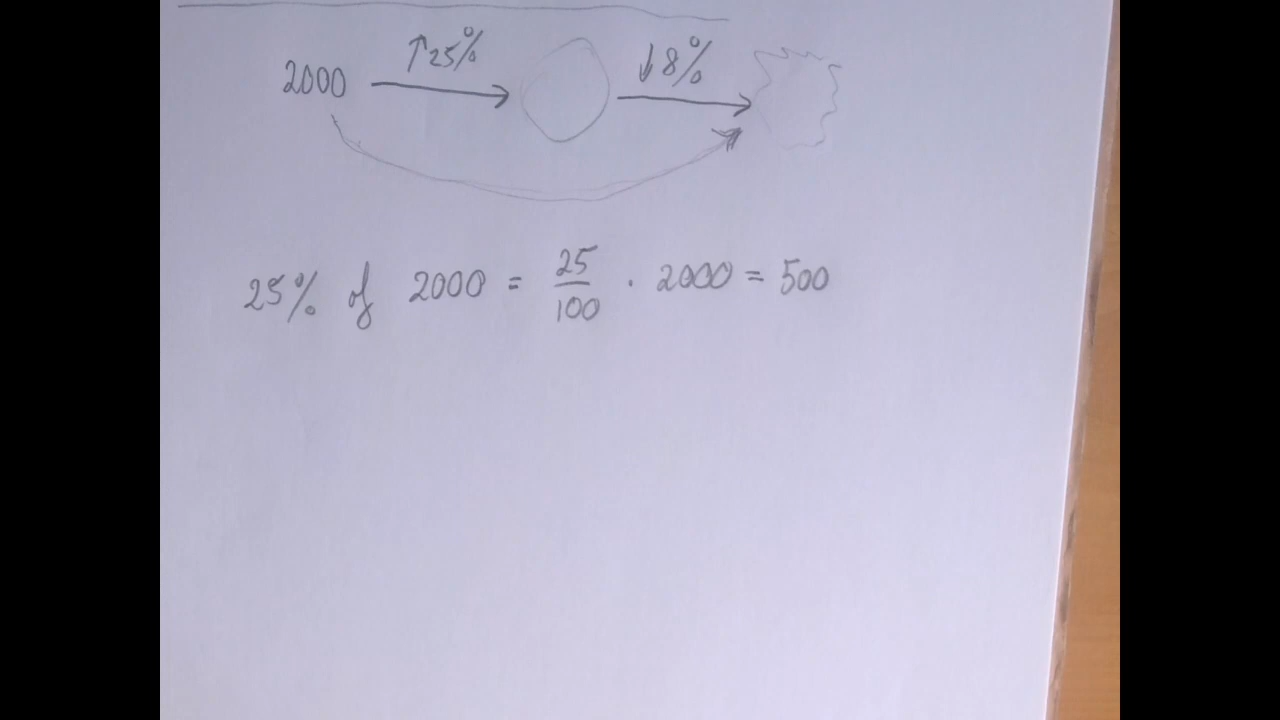 2000 ↑25% ↓8%
25% of 2000 = 25/100 · 2000 = 500